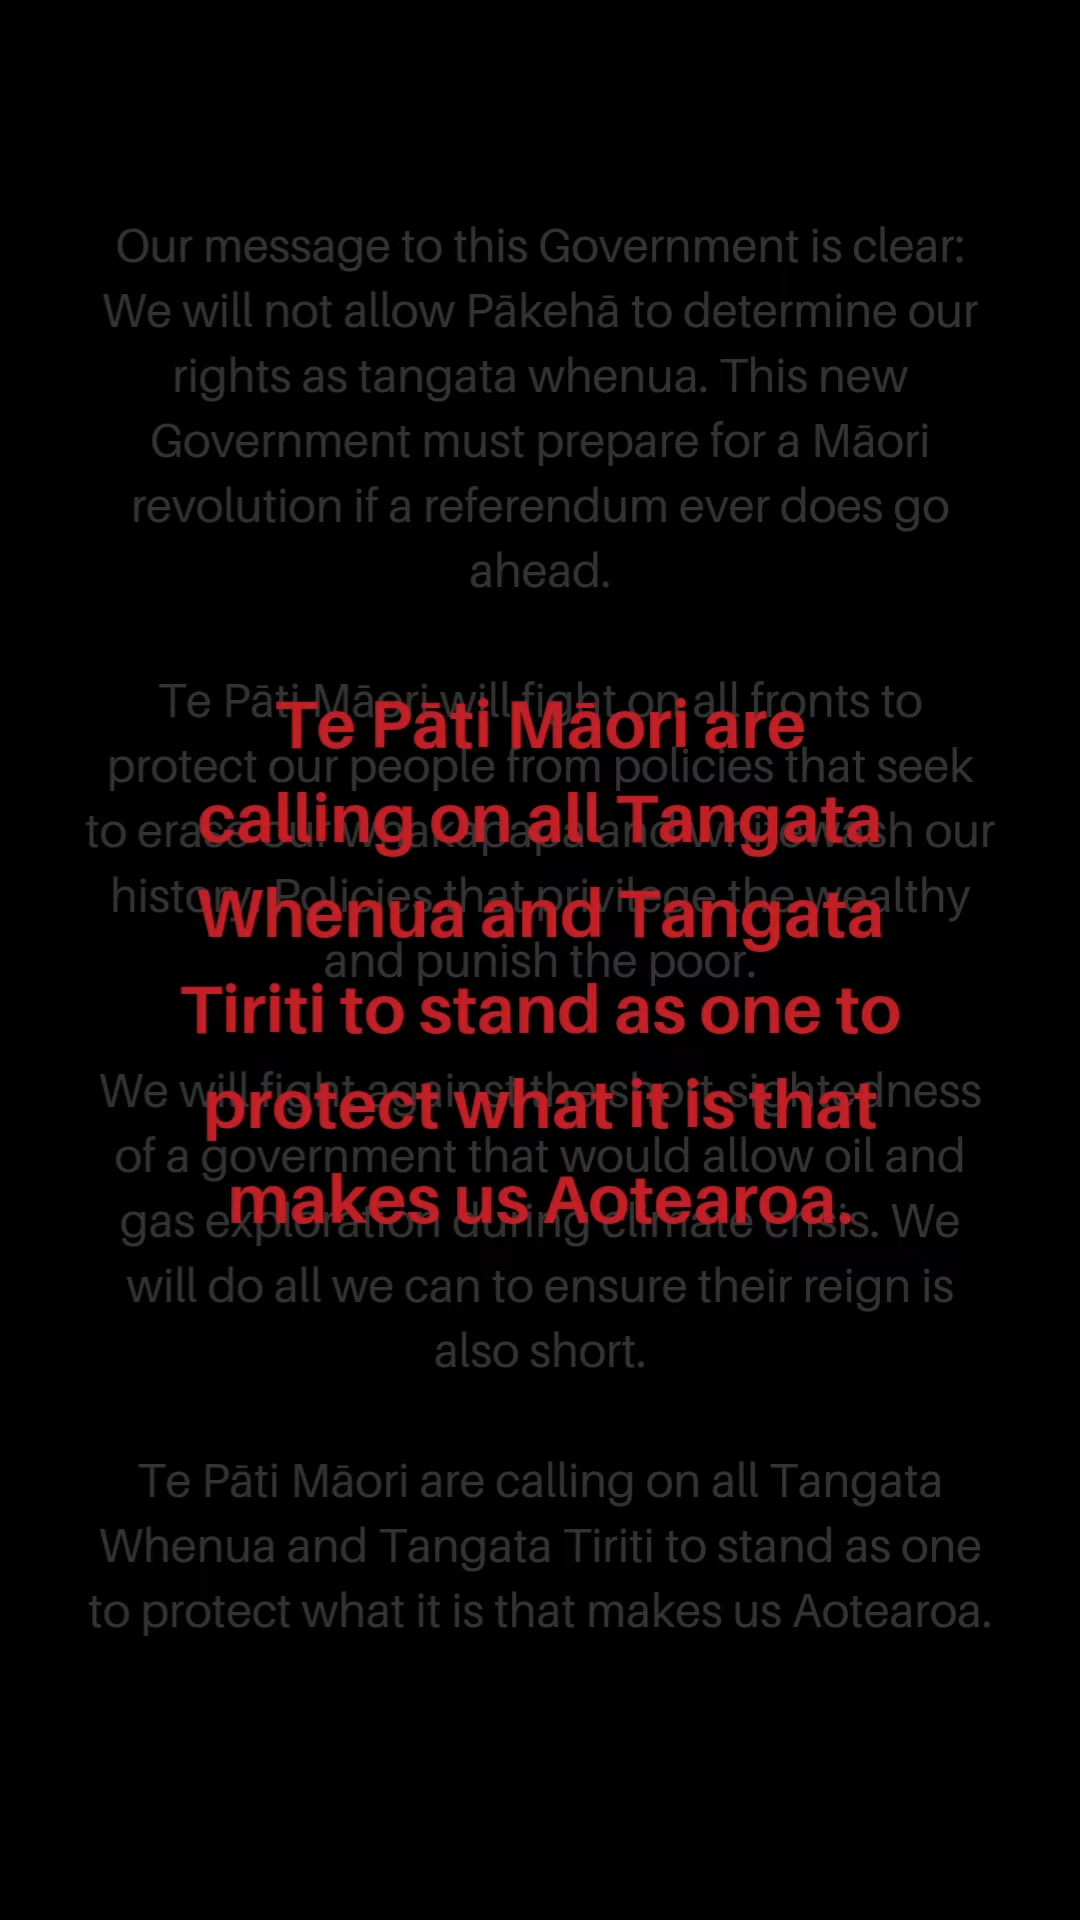 Our message to this Government is clear:
We will not allow Pākehā to determine our
rights as tangata whenua. This new
Government must prepare for a Māori
revolution if a referendum ever does go
ahead.
Te Pāti Māori will fight on all fronts to
protect our people from policies that seek
to erase our whakapapa and whitewash our
history. Policies that privilege the wealthy
and punish the poor.
We will fight against the short sightedness
of a government that would allow oil and
gas exploration during climate crisis. We
will do all we can to ensure their reign is
also short.
Te Pāti Māori are calling on all Tangata
Whenua and Tangata Tiriti to stand as one
to protect what it is that makes us Aotearoa.
Te Pāti Māori are
calling on all Tangata
Whenua and Tangata
Tiriti to stand as one to
protect what it is that
makes us Aotearoa.